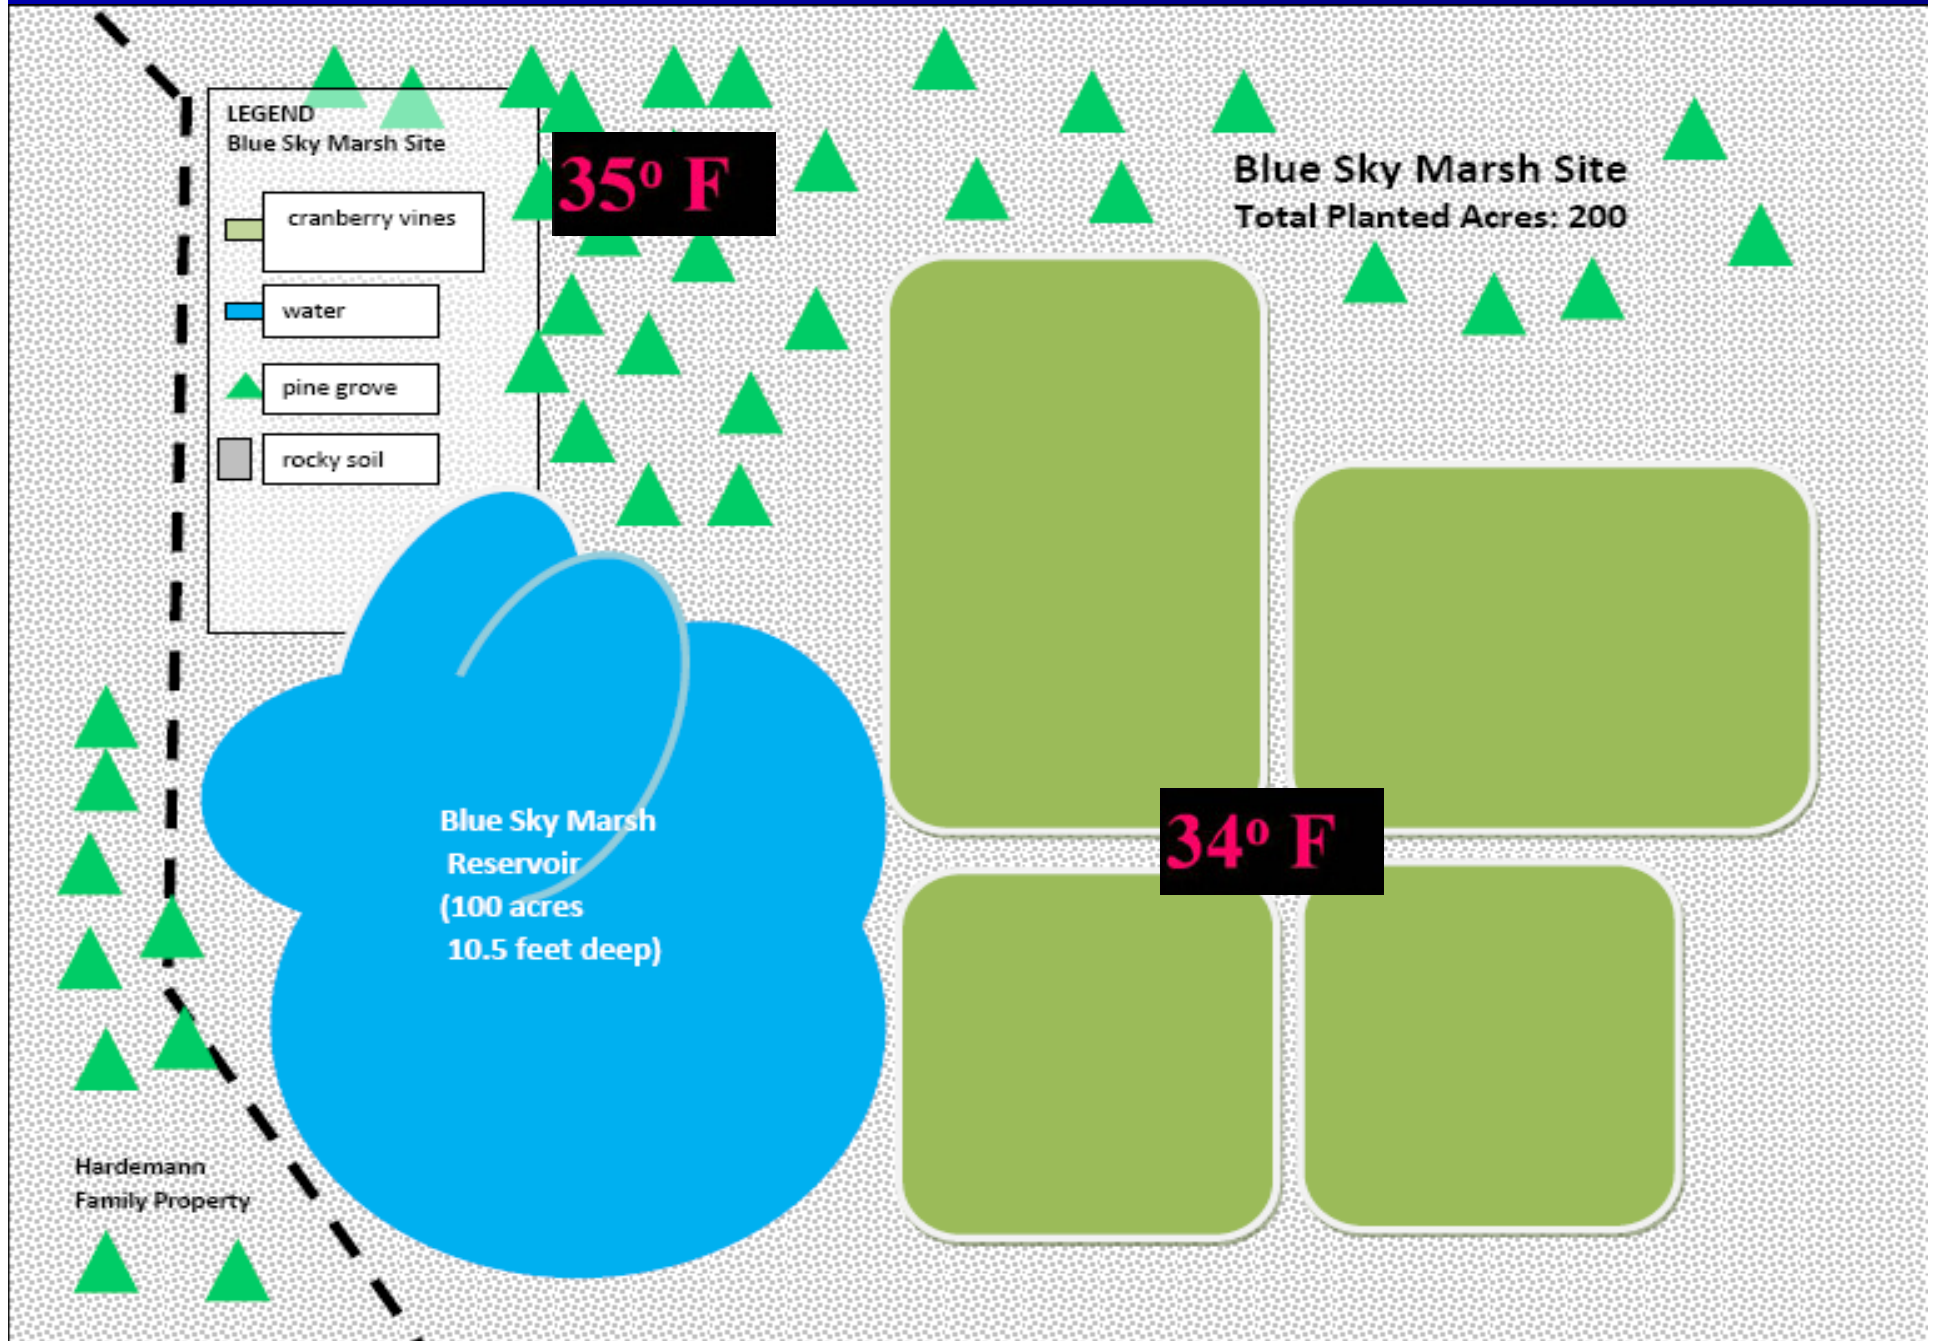 LEGEND
Blue Sky Marsh Site
cranberry vines
water
pine grove
rocky soil
35º F
Blue Sky Marsh Site
Total Planted Acres: 200
34º F
Blue Sky Marsh
Reservoir
(100 acres
10.5 feet deep)
Hardemann
Family Property